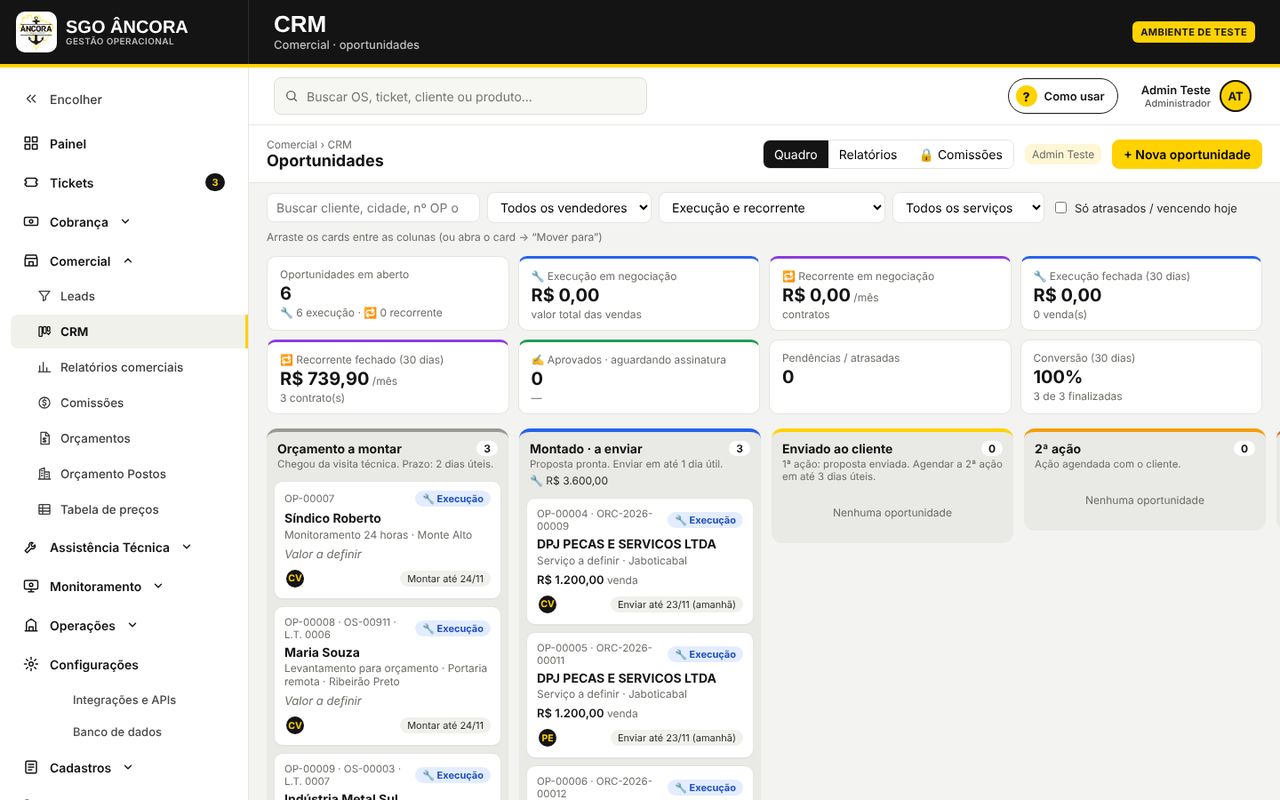 ÂNCORA
SGO ÂNCORA
GESTÃO OPERACIONAL
CRM
Comercial · oportunidades
AMBIENTE DE TESTE
Encolher
Painel
Tickets
3
Cobrança
Comercial
Leads
CRM
Relatórios comerciais
Comissões
Orçamentos
Orçamento Postos
Tabela de preços
Assistência Técnica
Monitoramento
Operações
Configurações
Integrações e APIs
Banco de dados
Cadastros
Buscar OS, ticket, cliente ou produto...
? Como usar
Admin Teste
Administrador
AT
Comercial › CRM
Oportunidades
Quadro
Relatórios
🔒 Comissões
Admin Teste
+ Nova oportunidade
Buscar cliente, cidade, nº OP o
Todos os vendedores
Execução e recorrente
Todos os serviços
Só atrasados / vencendo hoje
Arraste os cards entre as colunas (ou abra o card → “Mover para”)
Oportunidades em aberto
6
🔧 6 execução · 🔁 0 recorrente
🔧 Execução em negociação
R$ 0,00
valor total das vendas
🔁 Recorrente em negociação
R$ 0,00 /mês
contratos
🔧 Execução fechada (30 dias)
R$ 0,00
0 venda(s)
🔁 Recorrente fechado (30 dias)
R$ 739,90 /mês
3 contrato(s)
✍️ Aprovados · aguardando assinatura
0
—
Pendências / atrasadas
0
Conversão (30 dias)
100%
3 de 3 finalizadas
Orçamento a montar
3
Chegou da visita técnica. Prazo: 2 dias úteis.
OP-00007
🔧 Execução
Síndico Roberto
Monitoramento 24 horas · Monte Alto
Valor a definir
CV
Montar até 24/11
OP-00008 · OS-00911 ·
L.T. 0006
🔧 Execução
Maria Souza
Levantamento para orçamento · Portaria
remota · Ribeirão Preto
Valor a definir
CV
Montar até 24/11
OP-00009 · OS-00003 ·
L.T. 0007
🔧 Execução
Indústria Metal Sul
Montado · a enviar
3
Proposta pronta. Enviar em até 1 dia útil.
🔧 R$ 3.600,00
OP-00004 · ORC-2026-
00009
🔧 Execução
DPJ PECAS E SERVICOS LTDA
Serviço a definir · Jaboticabal
R$ 1.200,00 venda
CV
Enviar até 23/11 (amanhã)
OP-00005 · ORC-2026-
00011
🔧 Execução
DPJ PECAS E SERVICOS LTDA
Serviço a definir · Jaboticabal
R$ 1.200,00 venda
PE
Enviar até 23/11 (amanhã)
OP-00006 · ORC-2026-
00012
🔧 Execução
Enviado ao cliente
0
1ª ação: proposta enviada. Agendar a 2ª ação
em até 3 dias úteis.
Nenhuma oportunidade
2ª ação
0
Ação agendada com o cliente.
Nenhuma oportunidade